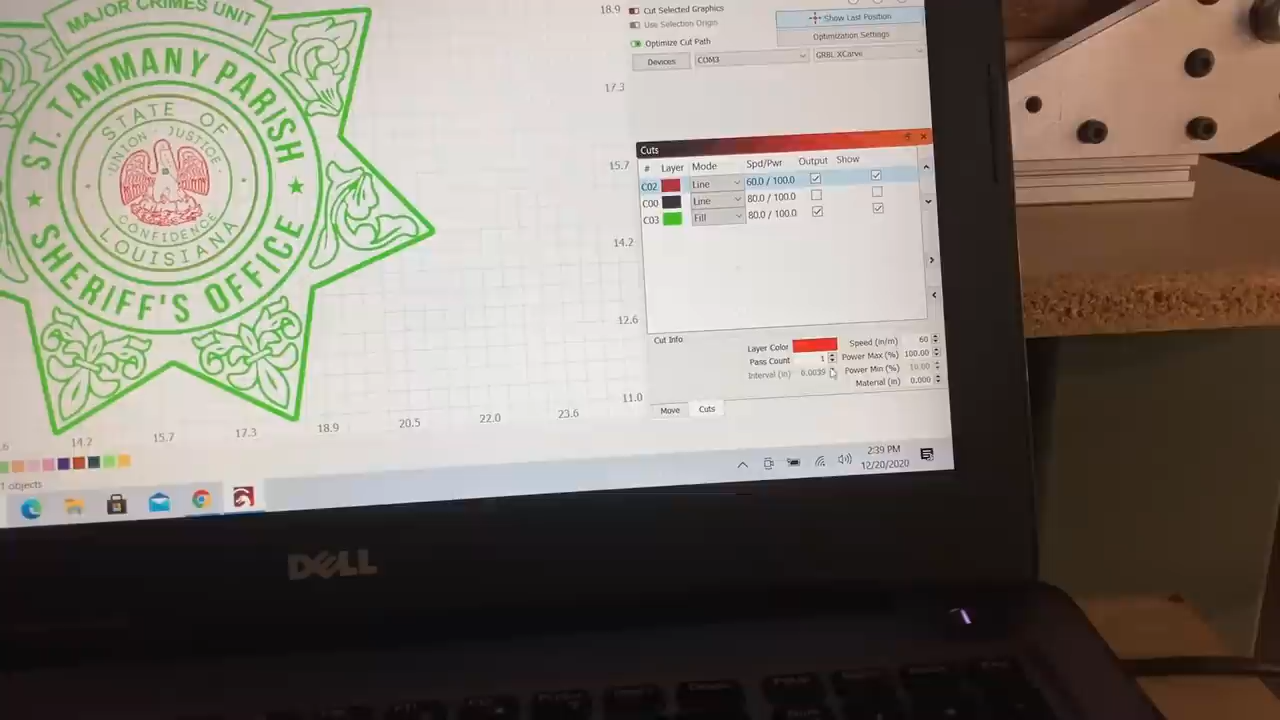 MAJOR CRIMES UNIT
ST. TAMMANY PARISH
STATE OF
UNION · JUSTICE
CONFIDENCE
LOUISIANA
SHERIFF'S OFFICE
18.9
17.3
15.7
14.2
12.6
11.0
14.2 15.7 17.3 18.9 20.5 22.0 23.6
Cut Selected Graphics
Use Selection Origin
Optimize Cut Path
Show Last Position
Optimization Settings
Devices COM3 GRBL XCarve
Cuts
# Layer Mode Spd/Pwr Output Show
C02 Line 60.0 / 100.0
C00 Line 80.0 / 100.0
C03 Fill 80.0 / 100.0
Cut Info
Layer Color Speed (in/m) 60
Pass Count 1 Power Max (%) 100.00
Interval (in) 0.0039 Power Min (%) 10.00
Material (in) 0.000
Move Cuts
1 objects
2:39 PM
12/20/2020
DELL